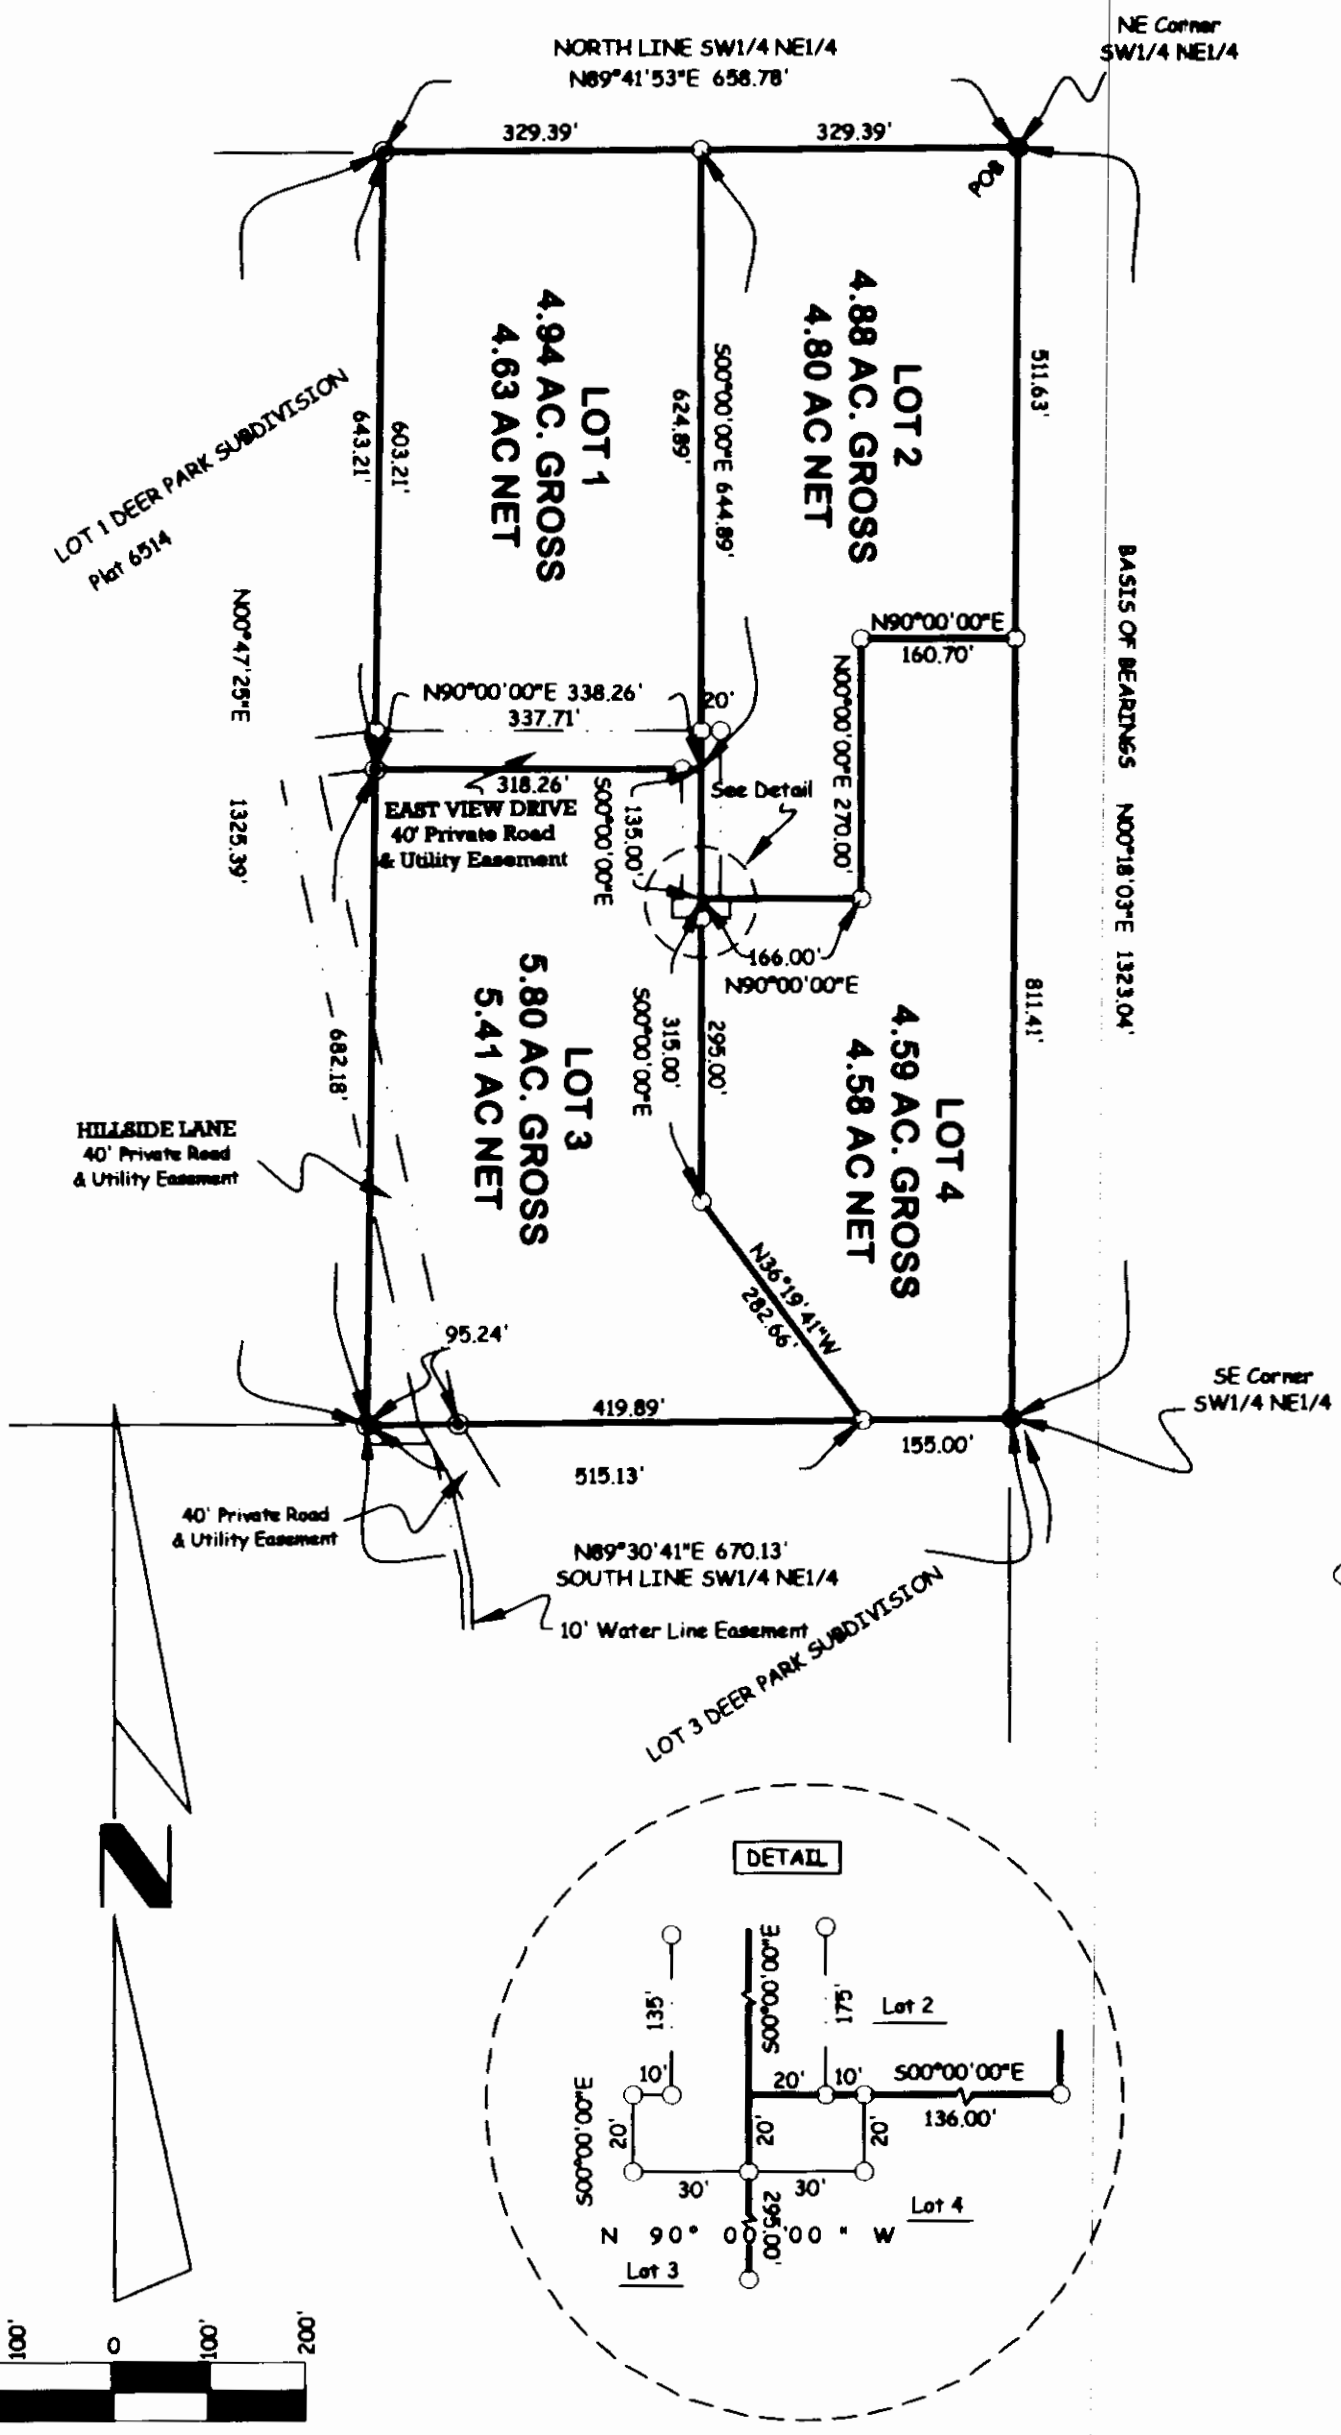 NORTH LINE SW1/4 NE1/4
N89°41'53"E 658.78'
NE Corner
SW1/4 NE1/4
329.39'
329.39'
POB
LOT 1
4.94 AC. GROSS
4.63 AC NET
LOT 2
4.88 AC. GROSS
4.80 AC NET
511.63'
S00°00'00"E 644.89'
624.89'
603.21'
643.21'
LOT 1 DEER PARK SUBDIVISION
Plat 6514
N00°47'25"E 1325.39'
BASIS OF BEARINGS N00°18'03"E 1323.04'
N90°00'00"E
160.70'
N00°00'00"E 270.00'
N90°00'00"E 338.26'
337.71'
20'
318.26'
EAST VIEW DRIVE
40' Private Road
& Utility Easement
S00°00'00"E
135.00'
See Detail
166.00'
N90°00'00"E
295.00'
315.00'
S00°00'00"E
811.41'
LOT 3
5.80 AC. GROSS
5.41 AC NET
LOT 4
4.59 AC. GROSS
4.58 AC NET
682.18'
HILLSIDE LANE
40' Private Road
& Utility Easement
N36°19'41"W
282.66'
95.24'
419.89'
155.00'
515.13'
SE Corner
SW1/4 NE1/4
40' Private Road
& Utility Easement
N89°30'41"E 670.13'
SOUTH LINE SW1/4 NE1/4
10' Water Line Easement
LOT 3 DEER PARK SUBDIVISION
N
DETAIL
S00°00'00"E
135'
175'
Lot 2
10'
20'
10'
S00°00'00"E
136.00'
S00°00'00"E
20'
20'
20'
30'
30'
295.00'
Lot 4
N 90° 00'00" W
Lot 3
100'
0
100'
200'